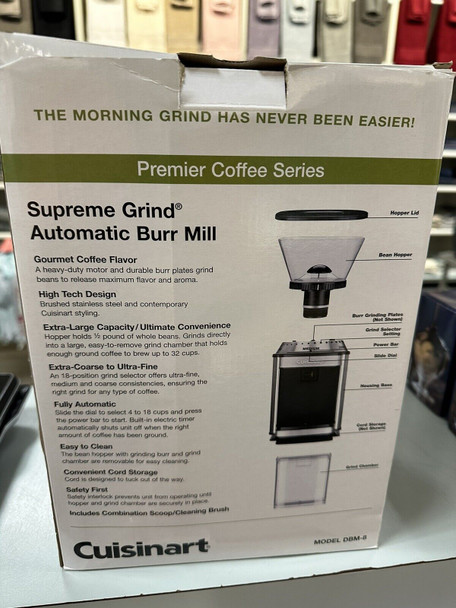 THE MORNING GRIND HAS NEVER BEEN EASIER!
Premier Coffee Series
Supreme Grind®
Automatic Burr Mill
Gourmet Coffee Flavor
A heavy-duty motor and durable burr plates grind
beans to release maximum flavor and aroma.
High Tech Design
Brushed stainless steel and contemporary
Cuisinart styling.
Extra-Large Capacity/Ultimate Convenience
Hopper holds ½ pound of whole beans. Grinds directly
into a large, easy-to-remove grind chamber that holds
enough ground coffee to brew up to 32 cups.
Extra-Coarse to Ultra-Fine
An 18-position grind selector offers ultra-fine,
medium and coarse consistencies, ensuring the
right grind for any type of coffee.
Fully Automatic
Slide the dial to select 4 to 18 cups and press
the power bar to start. Built-in electric timer
automatically shuts unit off when the right
amount of coffee has been ground.
Easy to Clean
The bean hopper with grinding burr and grind
chamber are removable for easy cleaning.
Convenient Cord Storage
Cord is designed to tuck out of the way.
Safety First
Safety interlock prevents unit from operating until
hopper and grind chamber are securely in place.
Includes Combination Scoop/Cleaning Brush
Hopper Lid
Bean Hopper
Burr Grinding Plates
(Not Shown)
Grind Selector
Setting
Power Bar
Slide Dial
Housing Base
Cord Storage
(Not Shown)
Grind Chamber
Cuisinart®
MODEL DBM-8